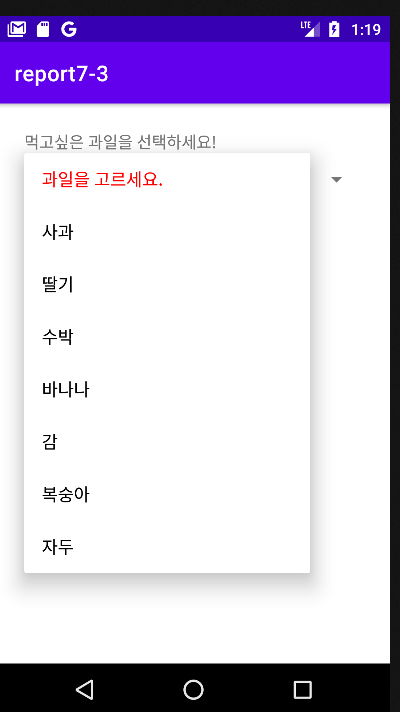 LTE 1:19
report7-3
먹고싶은 과일을 선택하세요!
과일을 고르세요.
사과
딸기
수박
바나나
감
복숭아
자두